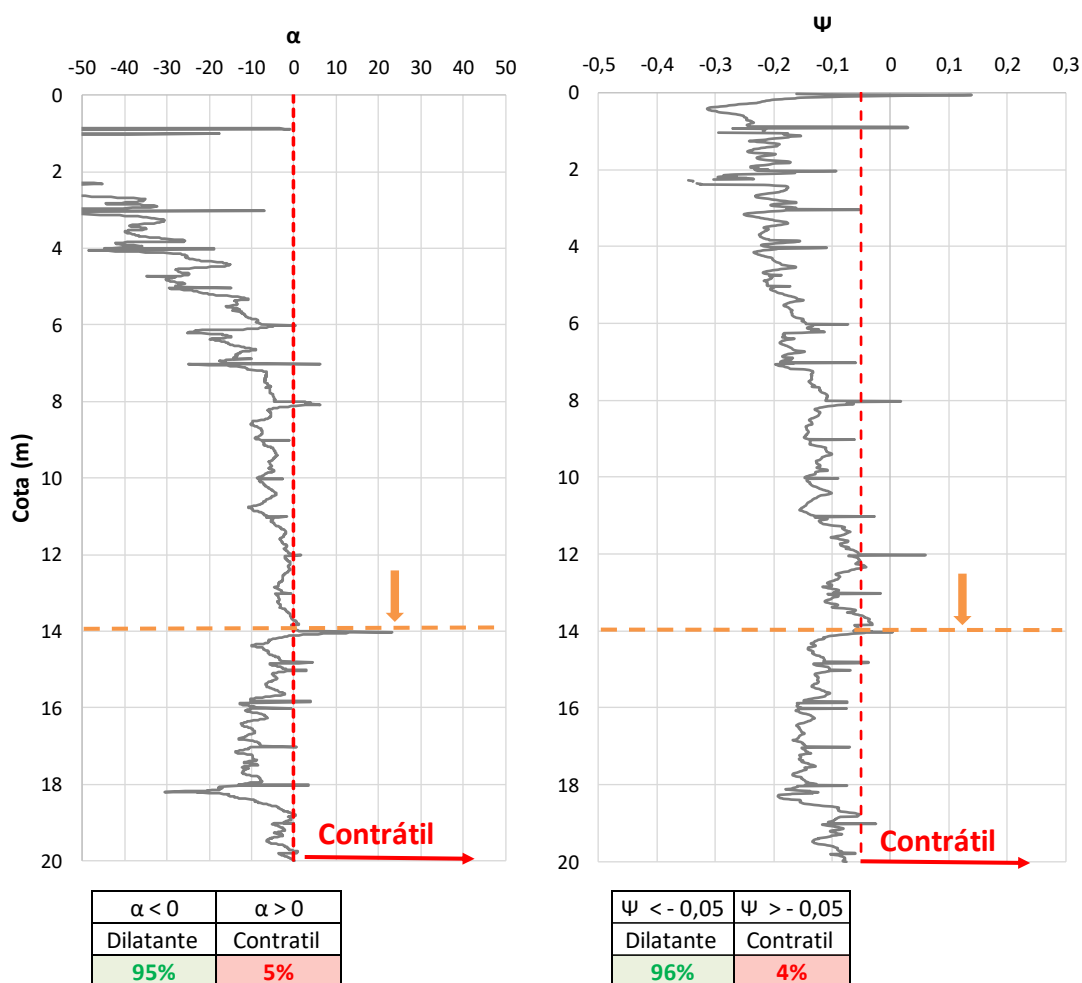 α
-50 -40 -30 -20 -10 0 10 20 30 40 50
0
2
4
6
8
10
12
14
16
18
20
Cota (m)
Contrátil
α < 0 α > 0
Dilatante Contratil
95% 5%
Ψ
-0,5 -0,4 -0,3 -0,2 -0,1 0 0,1 0,2 0,3
0
2
4
6
8
10
12
14
16
18
20
Contrátil
Ψ < - 0,05 Ψ > - 0,05
Dilatante Contratil
96% 4%